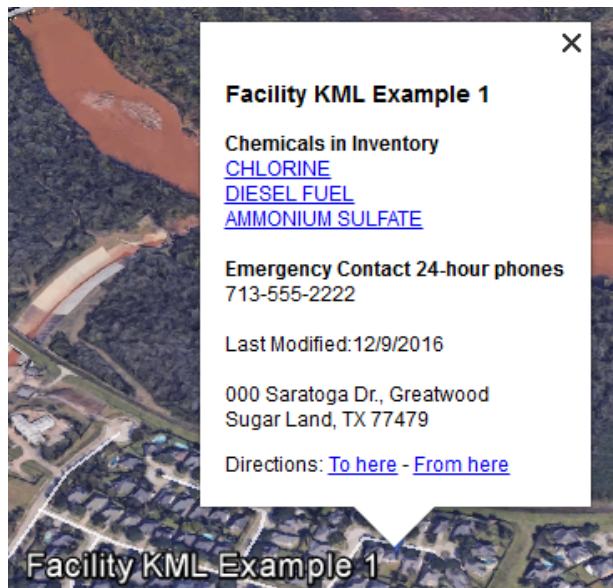 Facility KML Example 1
Chemicals in Inventory
CHLORINE
DIESEL FUEL
AMMONIUM SULFATE
Emergency Contact 24-hour phones
713-555-2222
Last Modified:12/9/2016
000 Saratoga Dr., Greatwood
Sugar Land, TX 77479
Directions: To here - From here
Facility KML Example 1